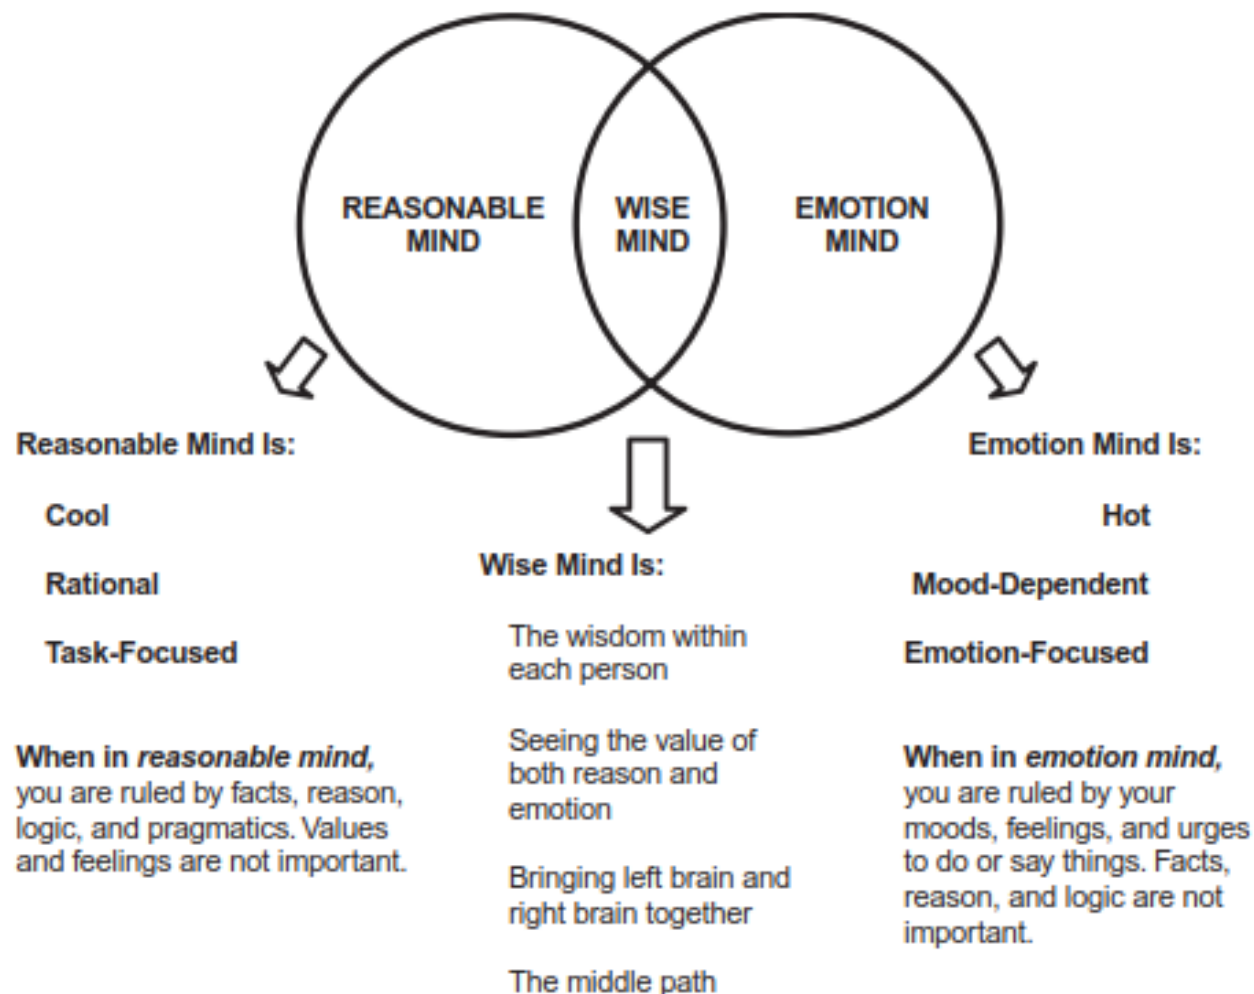 REASONABLE
MIND
WISE
MIND
EMOTION
MIND
Reasonable Mind Is:
Cool
Rational
Task-Focused
When in reasonable mind,
you are ruled by facts, reason,
logic, and pragmatics. Values
and feelings are not important.
Wise Mind Is:
The wisdom within
each person
Seeing the value of
both reason and
emotion
Bringing left brain and
right brain together
The middle path
Emotion Mind Is:
Hot
Mood-Dependent
Emotion-Focused
When in emotion mind,
you are ruled by your
moods, feelings, and urges
to do or say things. Facts,
reason, and logic are not
important.